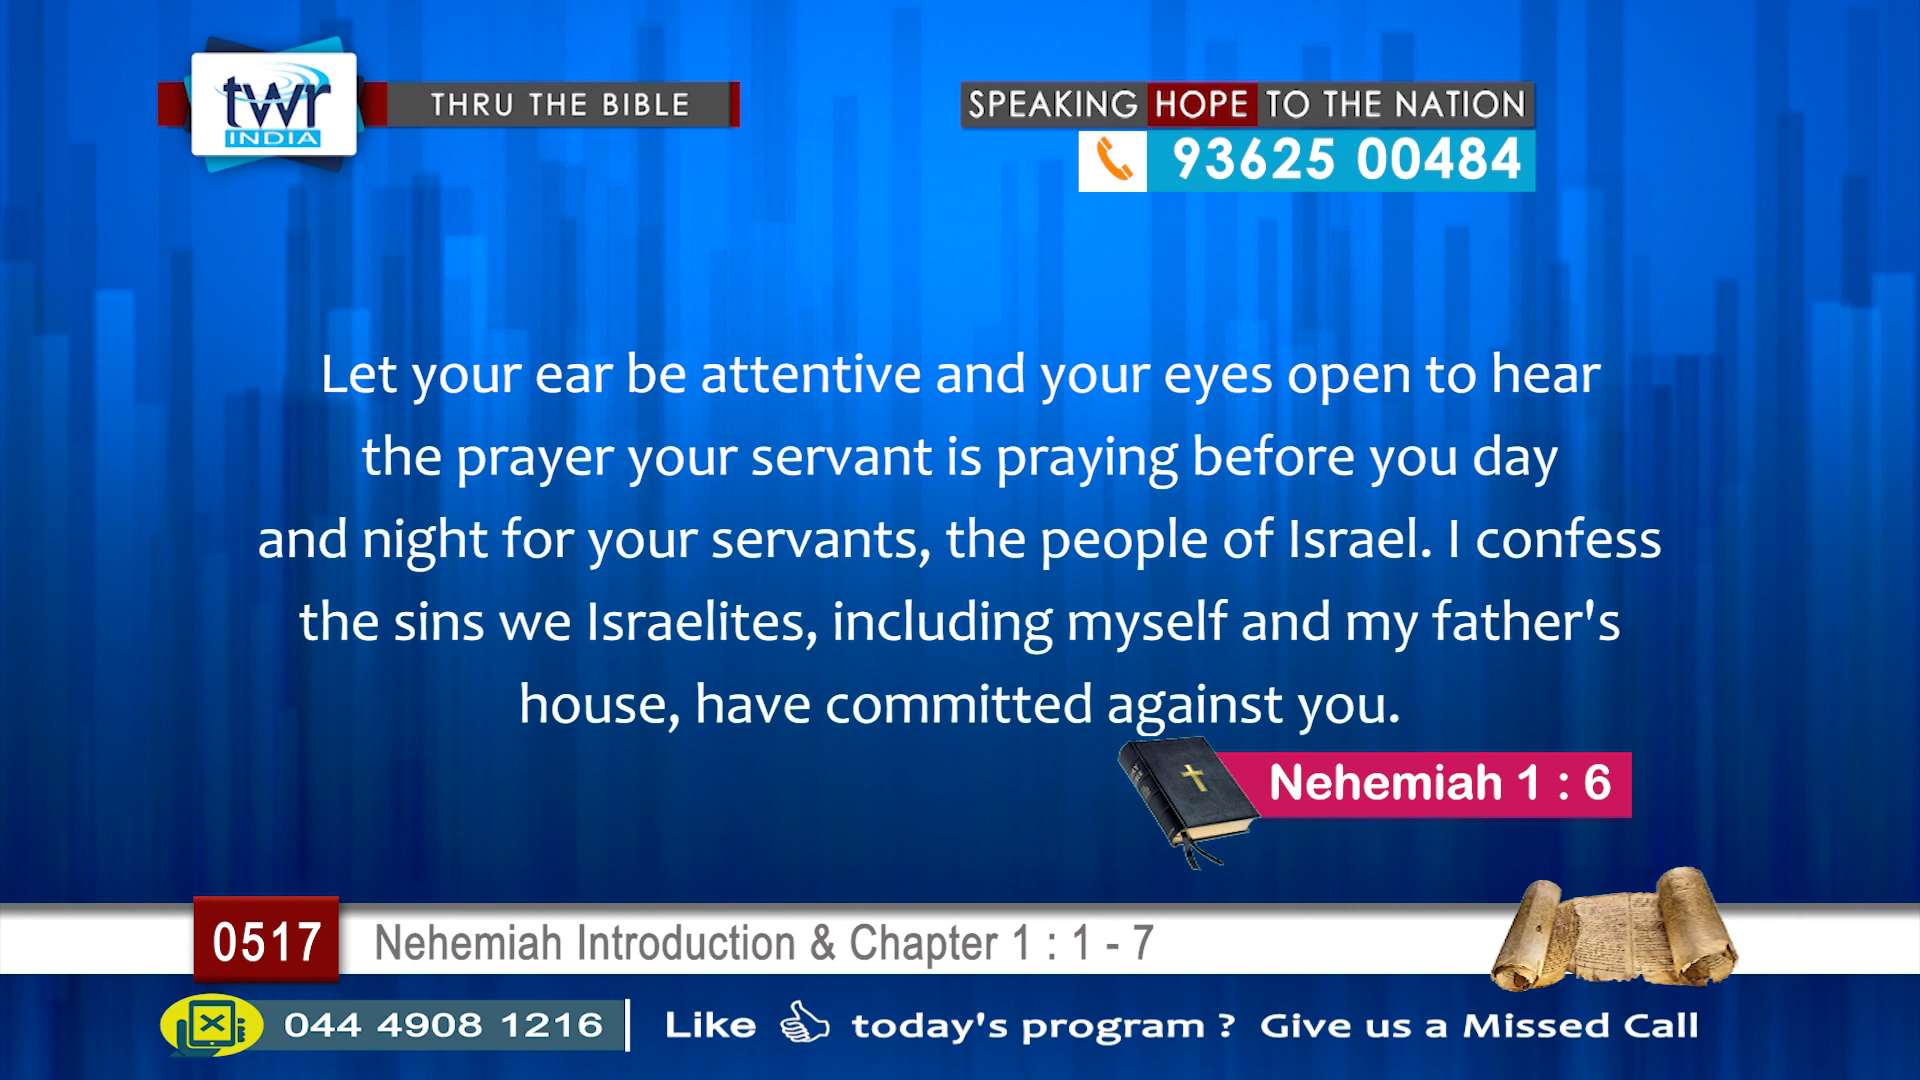 twr
INDIA
THRU THE BIBLE
SPEAKING HOPE TO THE NATION
93625 00484
Let your ear be attentive and your eyes open to hear
the prayer your servant is praying before you day
and night for your servants, the people of Israel. I confess
the sins we Israelites, including myself and my father's
house, have committed against you.
Nehemiah 1 : 6
0517 Nehemiah Introduction & Chapter 1 : 1 - 7
044 4908 1216 Like today's program ? Give us a Missed Call